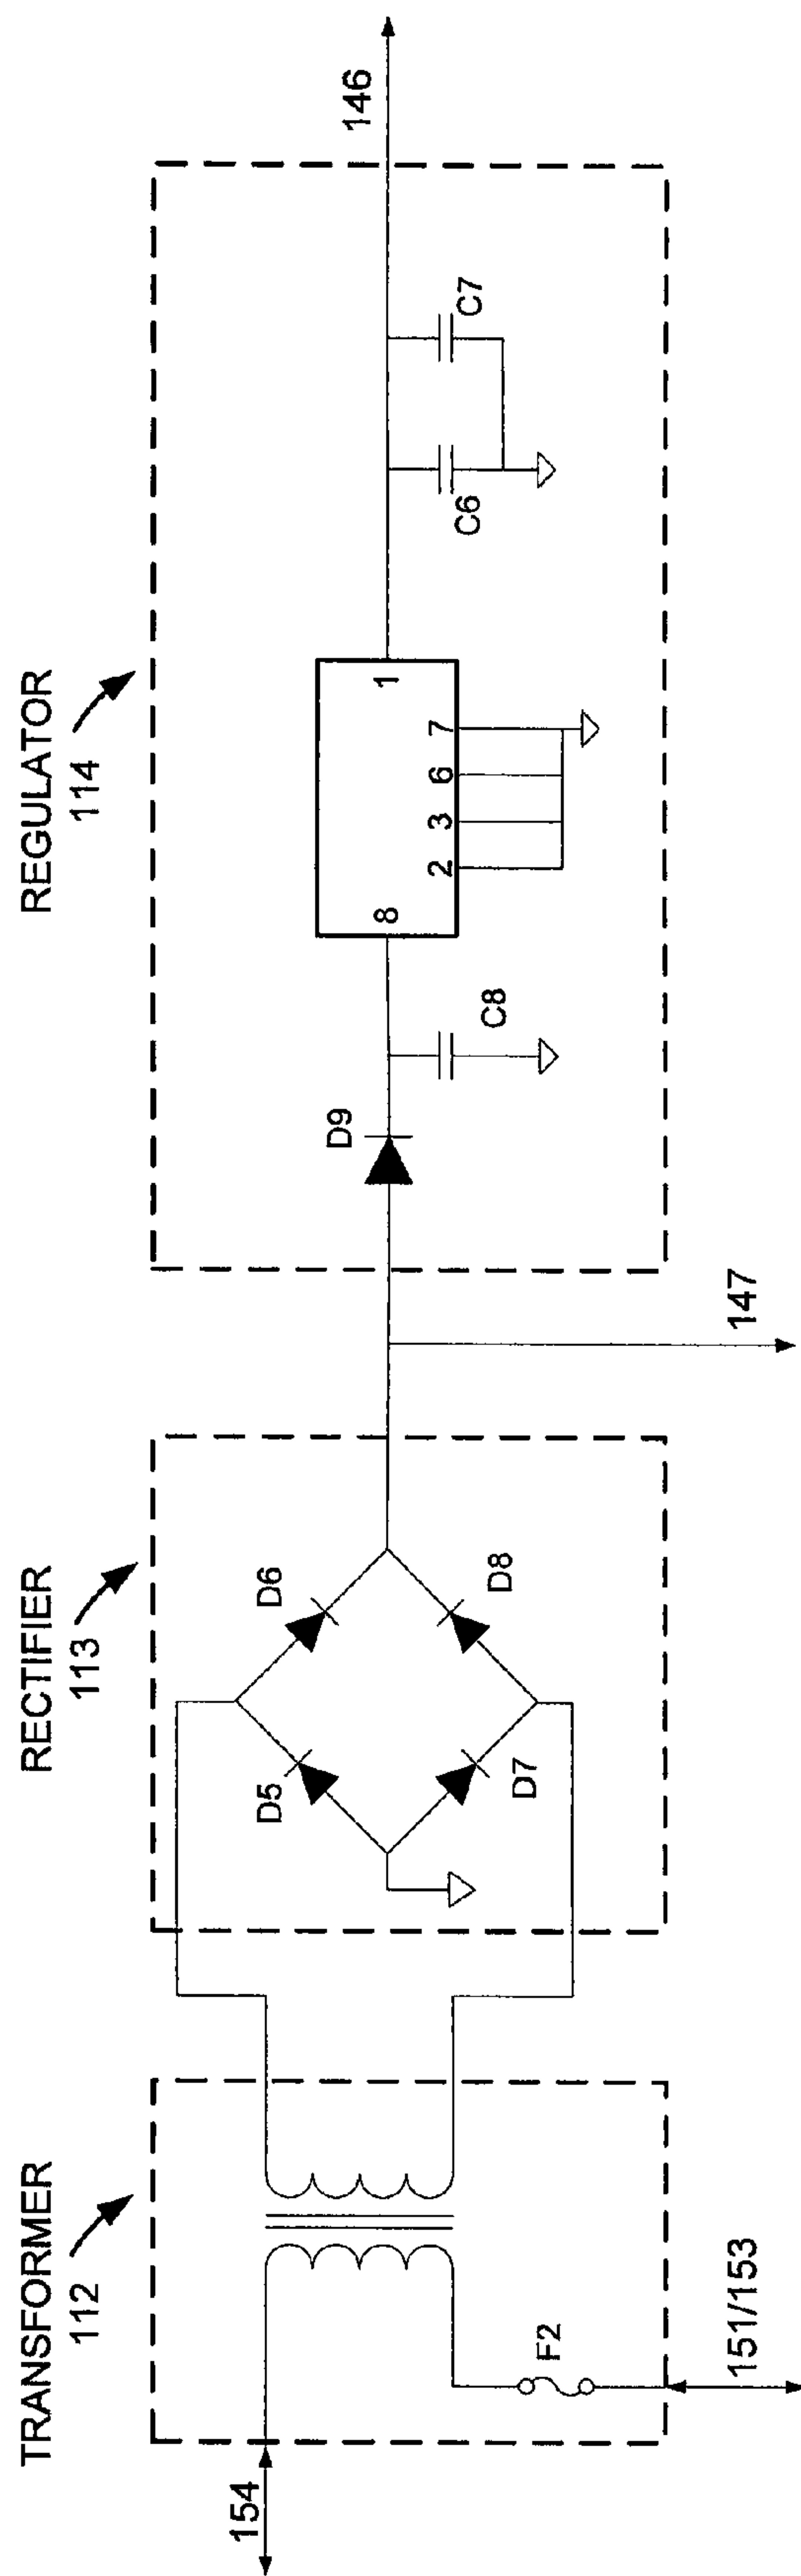 TRANSFORMER
112
RECTIFIER
113
REGULATOR
114
154
F2
151/153
D5
D6
D7
D8
147
D9
C8
8
1
2
3
6
7
C6
C7
146